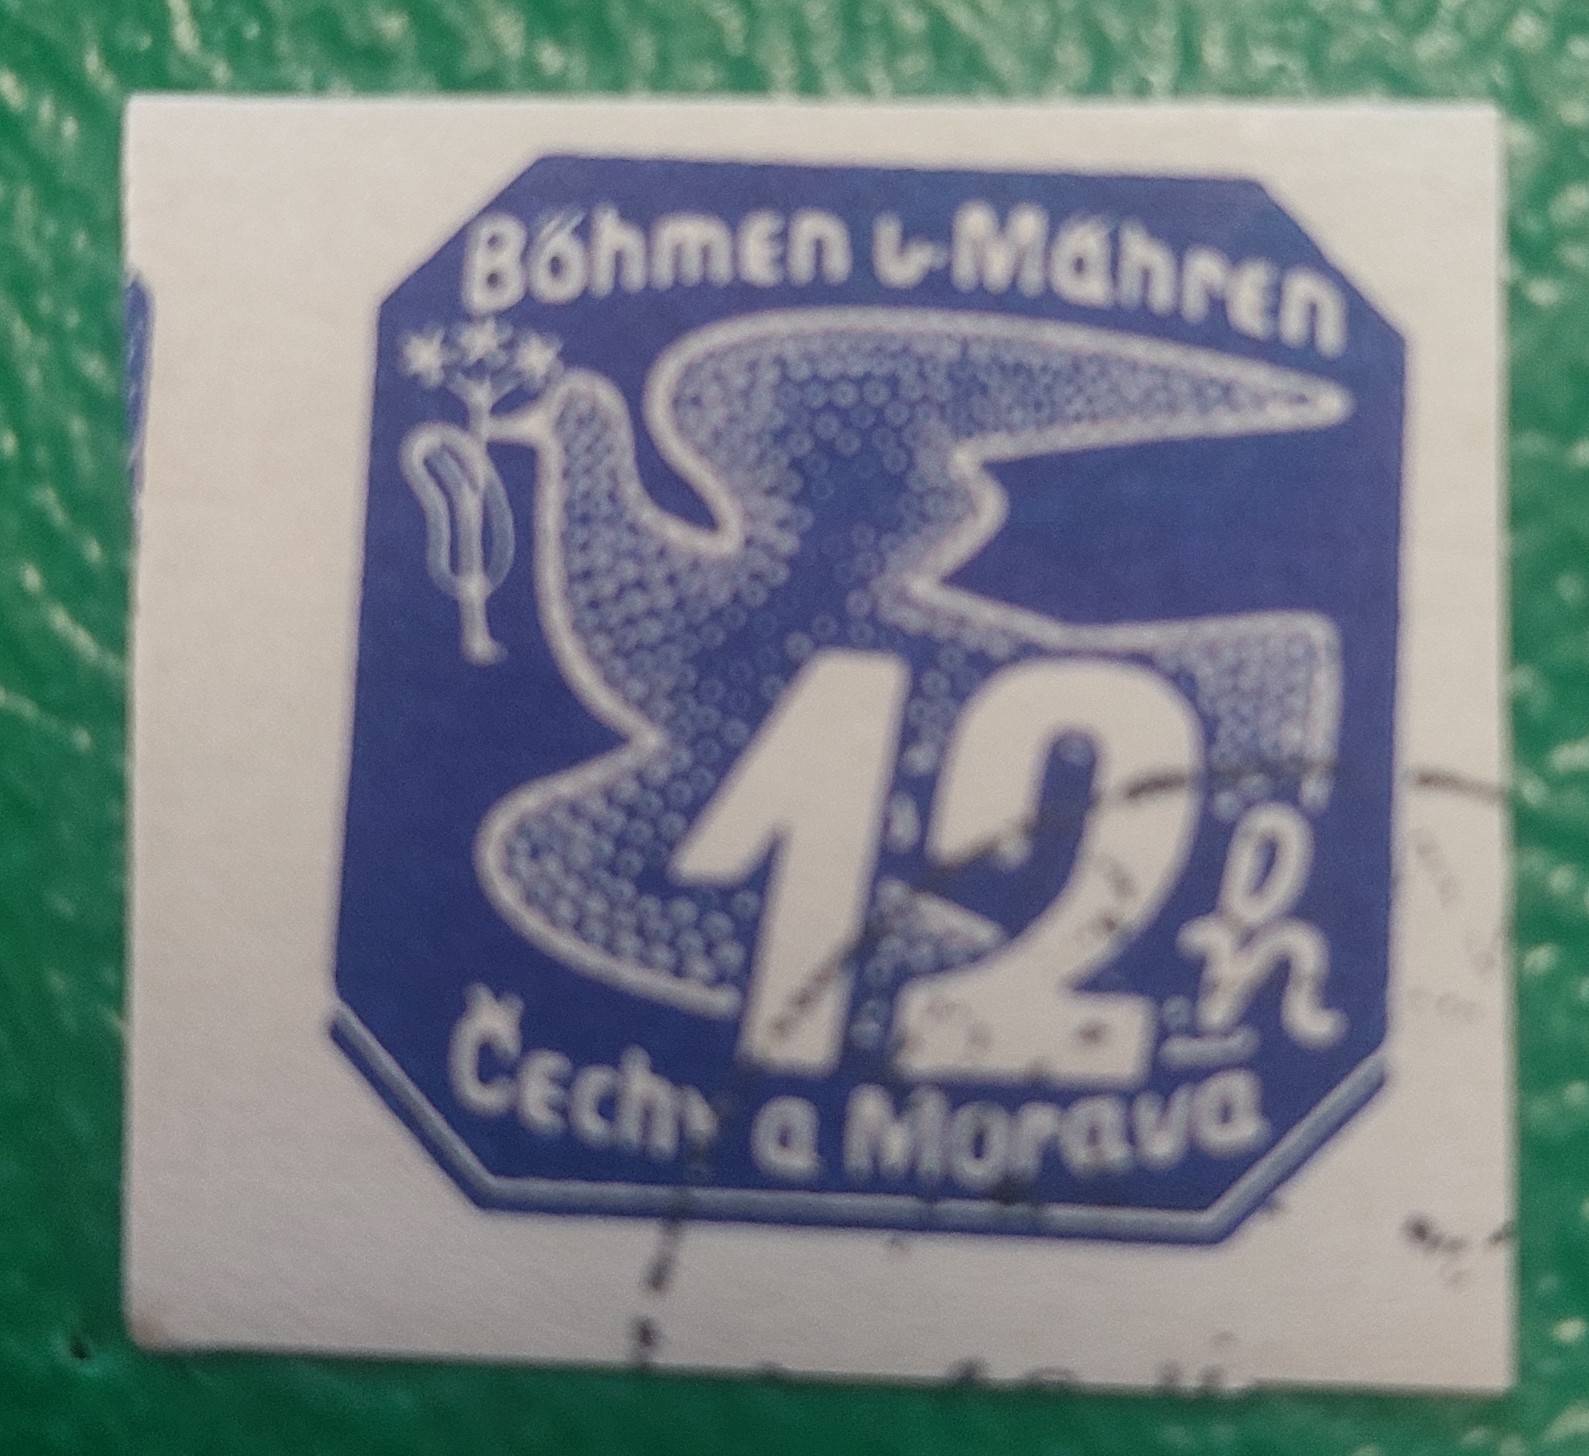 Böhmen u-Mähren
12 h
Čechy a Morava